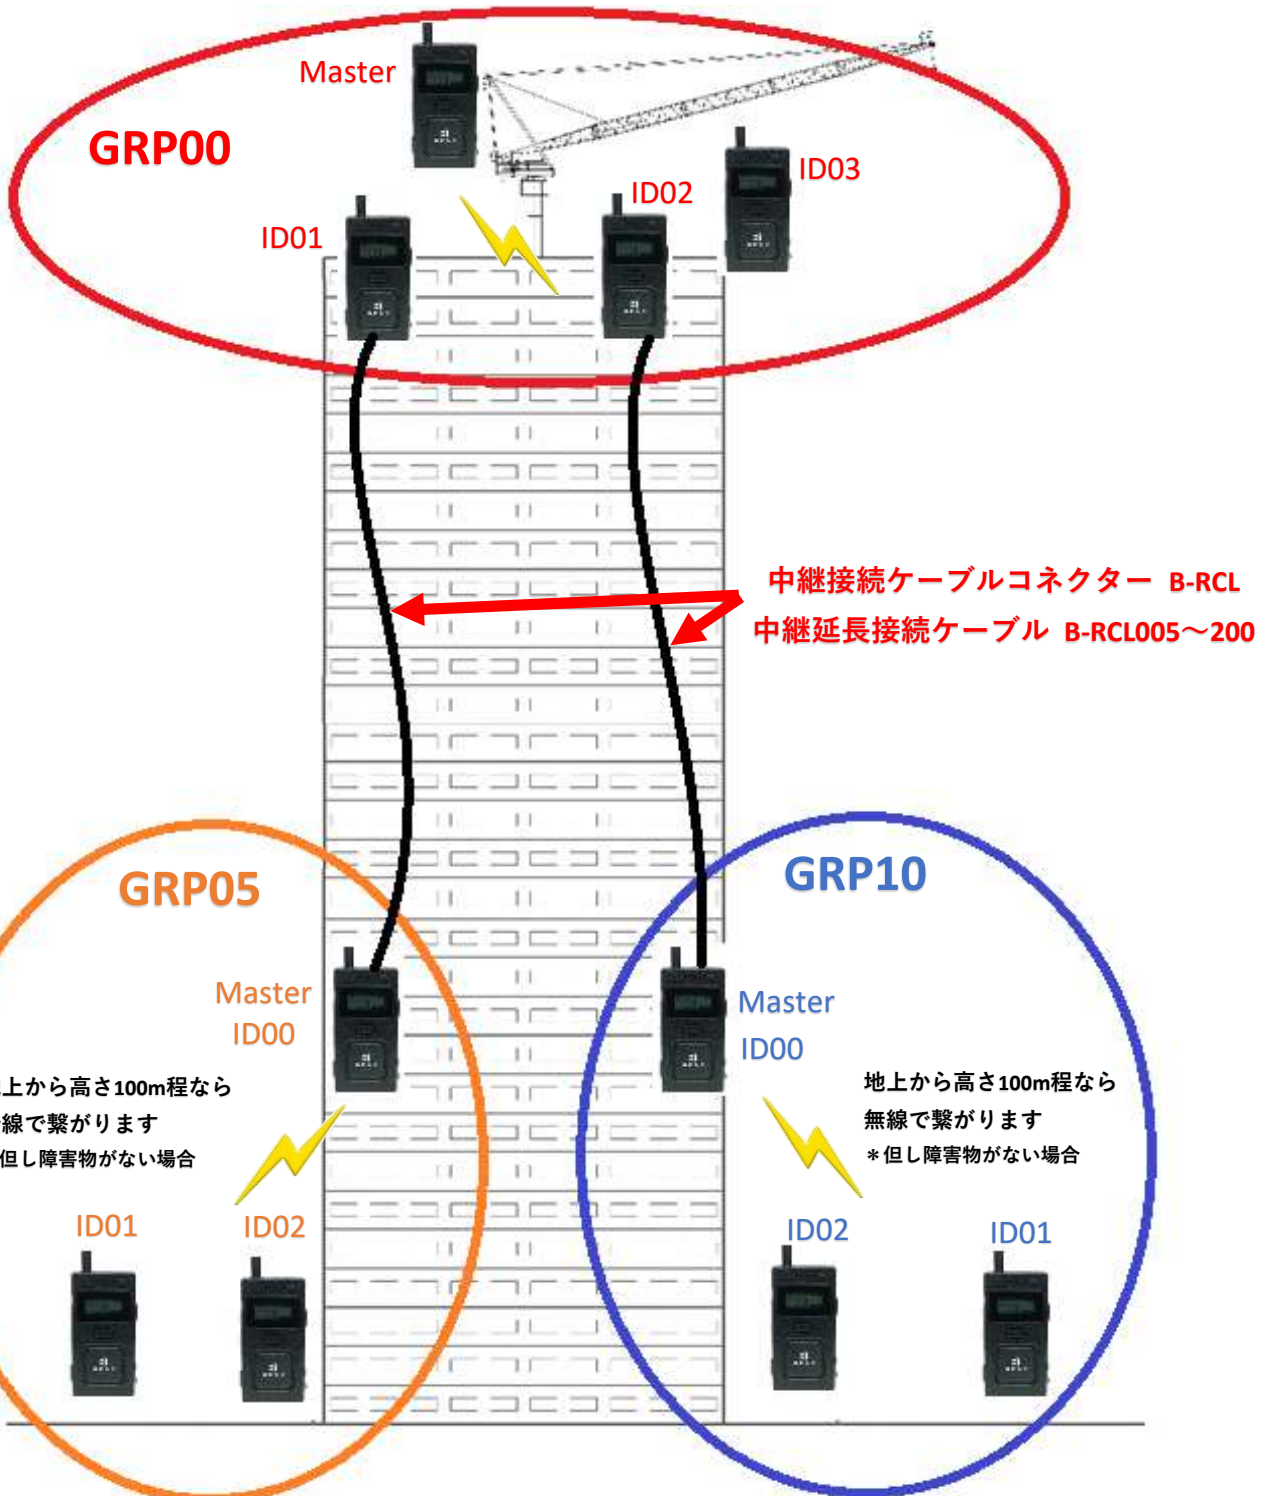 Master
GRP00
ID03
ID02
ID01
中継接続ケーブルコネクター B-RCL
中継延長接続ケーブル B-RCL005～200
GRP05
GRP10
Master
ID00
Master
ID00
上から高さ100m程なら
線で繋がります
但し障害物がない場合
地上から高さ100m程なら
無線で繋がります
＊但し障害物がない場合
ID01
ID02
ID02
ID01